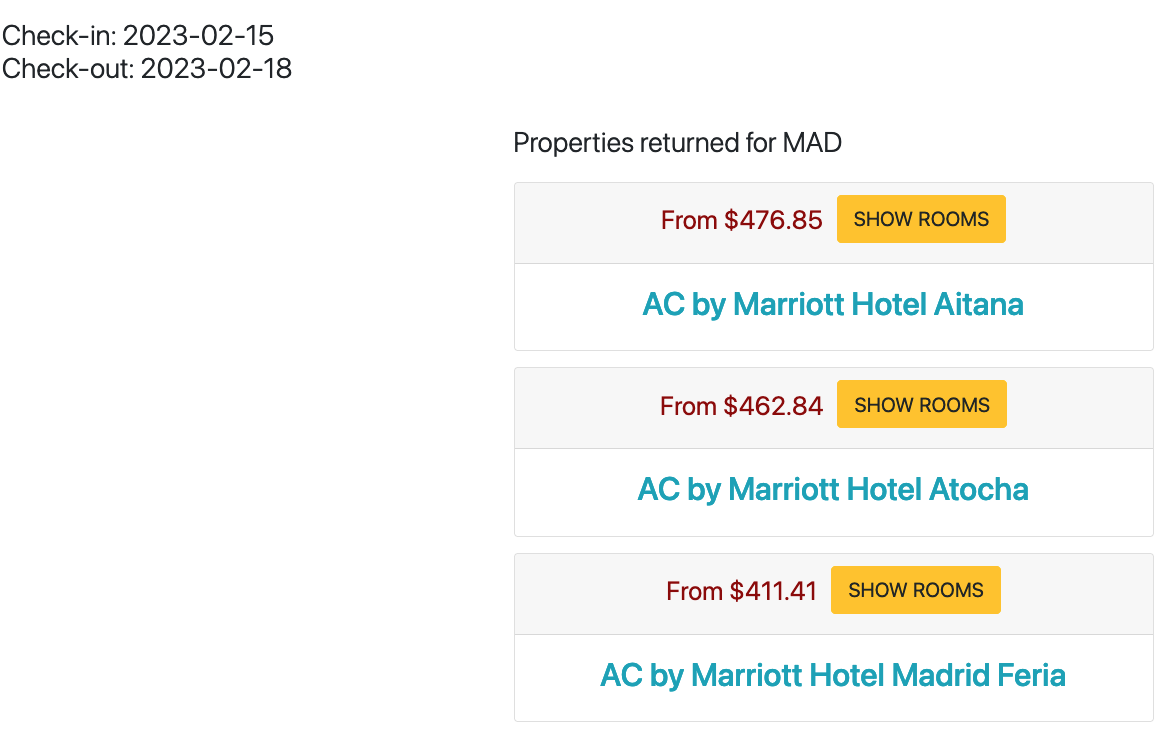 Check-in: 2023-02-15
Check-out: 2023-02-18
Properties returned for MAD
From $476.85 SHOW ROOMS
AC by Marriott Hotel Aitana
From $462.84 SHOW ROOMS
AC by Marriott Hotel Atocha
From $411.41 SHOW ROOMS
AC by Marriott Hotel Madrid Feria